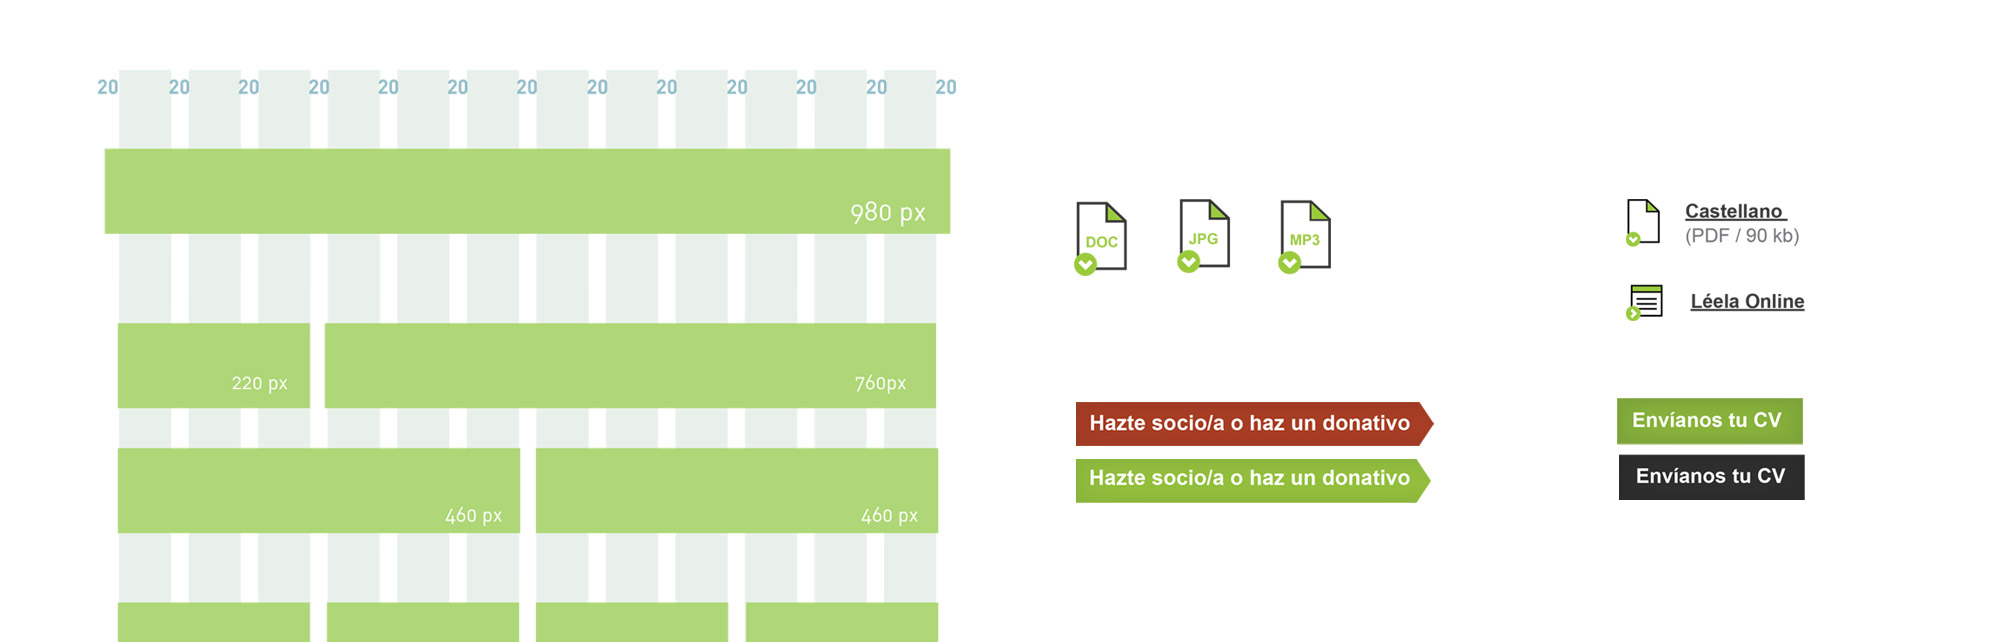 20 20 20 20 20 20 20 20 20 20 20 20 20
980 px
220 px 760px
460 px 460 px
DOC JPG MP3
Castellano
(PDF / 90 kb)
Léela Online
Hazte socio/a o haz un donativo
Hazte socio/a o haz un donativo
Envíanos tu CV
Envíanos tu CV